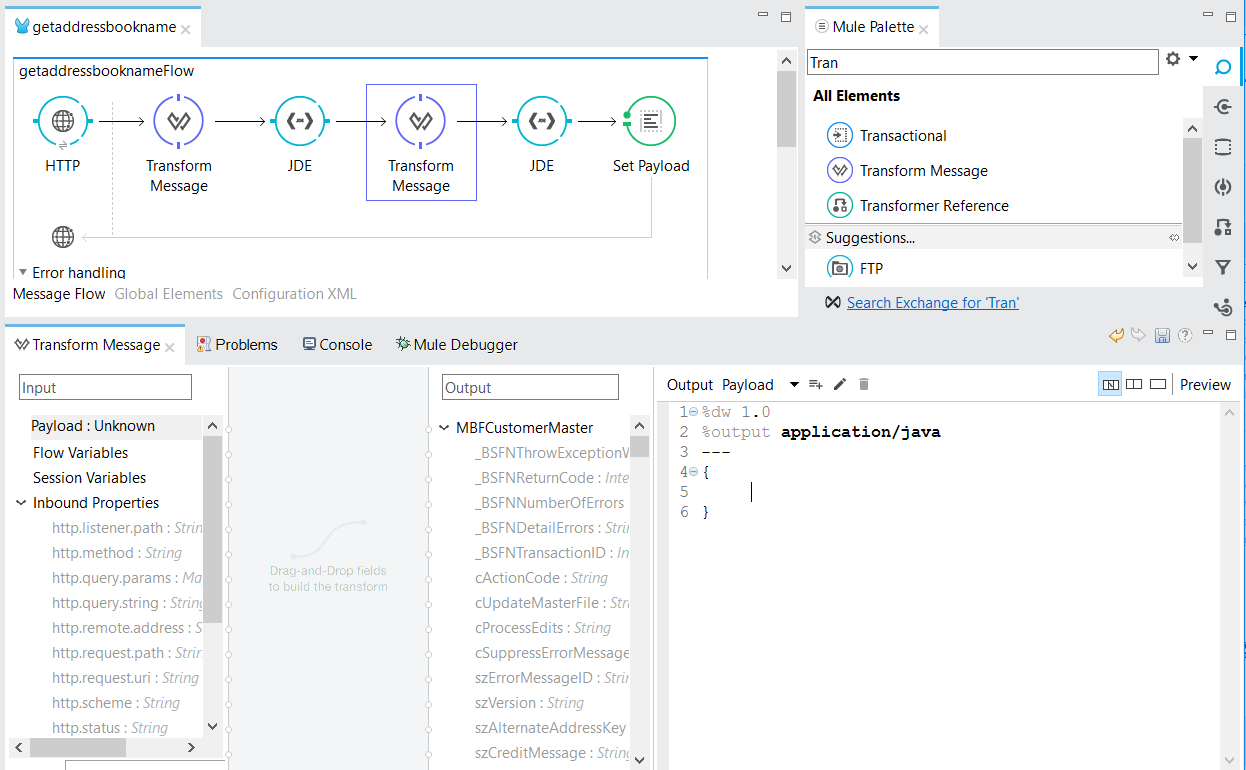 getaddressbookname
getaddressbooknameFlow
HTTP
Transform
Message
JDE
Transform
Message
JDE
Set Payload
Error handling
Message Flow Global Elements Configuration XML
Mule Palette
Tran
All Elements
Transactional
Transform Message
Transformer Reference
Suggestions...
FTP
Search Exchange for 'Tran'
Transform Message Problems Console Mule Debugger
Input
Payload : Unknown
Flow Variables
Session Variables
Inbound Properties
http.listener.path : Strin
http.method : String
http.query.params : Ma
http.query.string : String
http.remote.address : S
http.request.path : Strin
http.request.uri : String
http.scheme : String
http.status : String
Drag-and-Drop fields
to build the transform
Output
MBFCustomerMaster
_BSFNThrowExceptionW
_BSFNReturnCode : Inte
_BSFNNumberOfErrors
_BSFNDetailErrors : Strin
_BSFNTransactionID : In
cActionCode : String
cUpdateMasterFile : Stri
cProcessEdits : String
cSuppressErrorMessage
szErrorMessageID : Strin
szVersion : String
szAlternateAddressKey
szCreditMessage : String
Output Payload Preview
1 %dw 1.0
2 %output application/java
3 ---
4 {
5
6 }